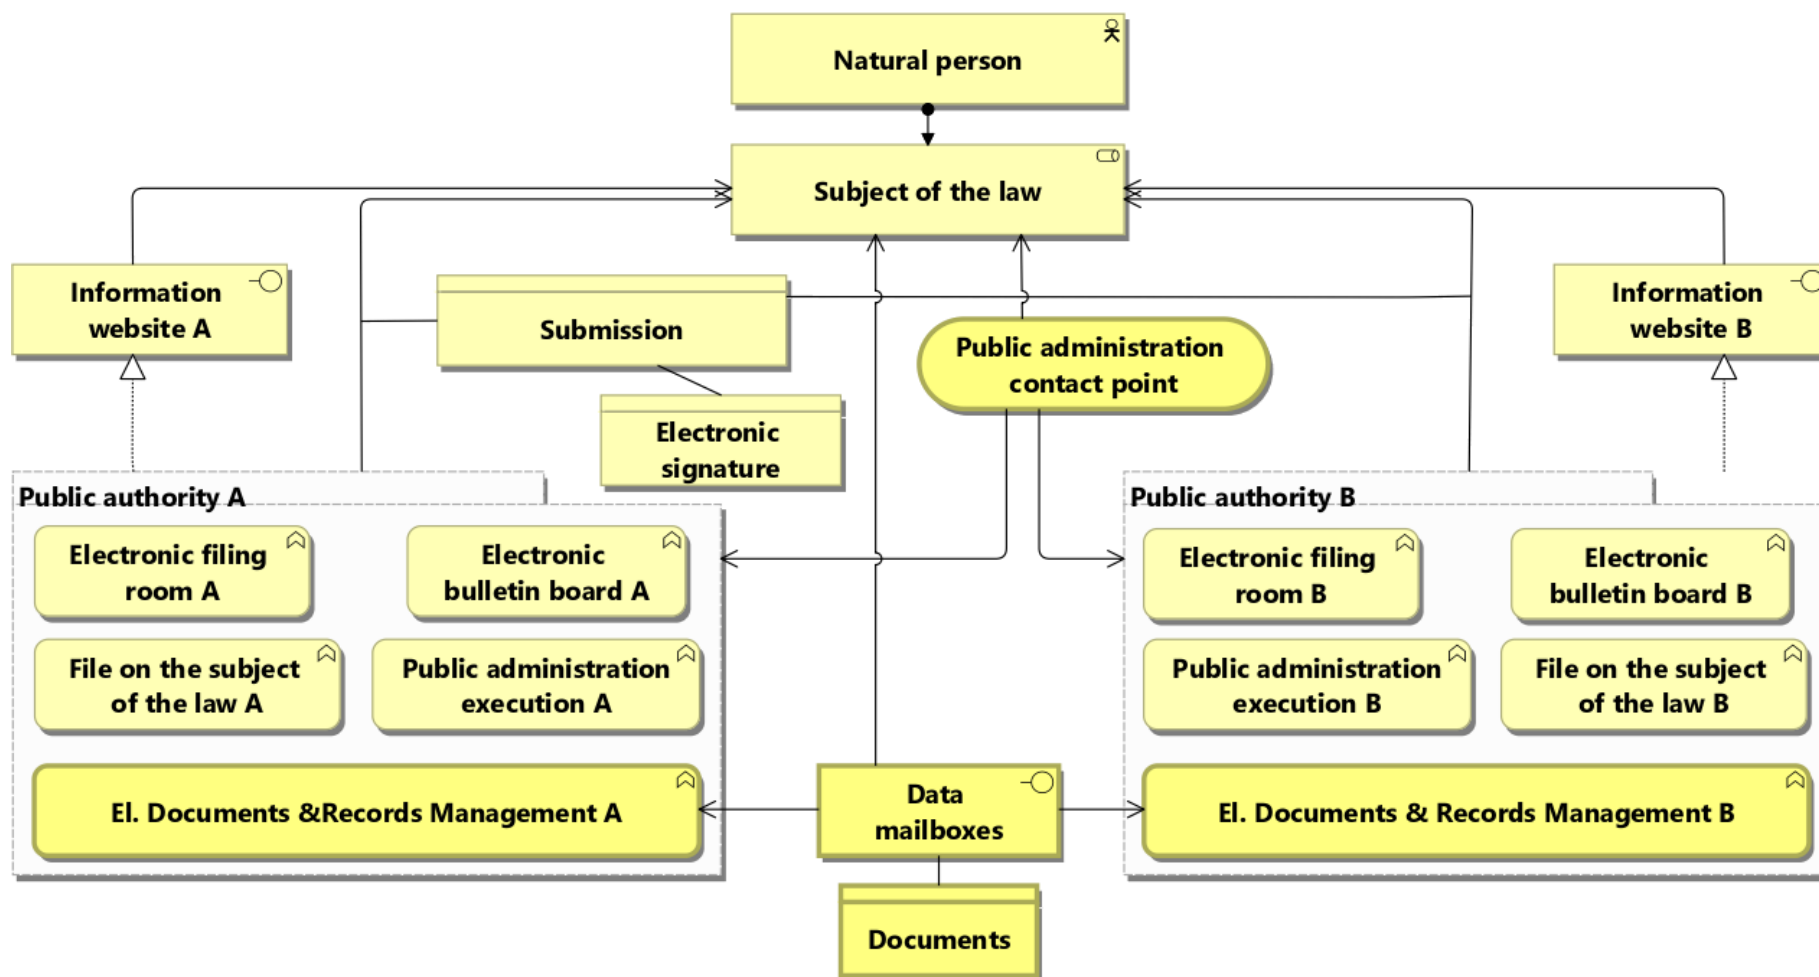 Natural person
Subject of the law
Information
website A
Information
website B
Submission
Public administration
contact point
Electronic
signature
Public authority A
Electronic filing
room A
Electronic
bulletin board A
File on the subject
of the law A
Public administration
execution A
El. Documents &Records Management A
Public authority B
Electronic filing
room B
Electronic
bulletin board B
Public administration
execution B
File on the subject
of the law B
El. Documents & Records Management B
Data
mailboxes
Documents